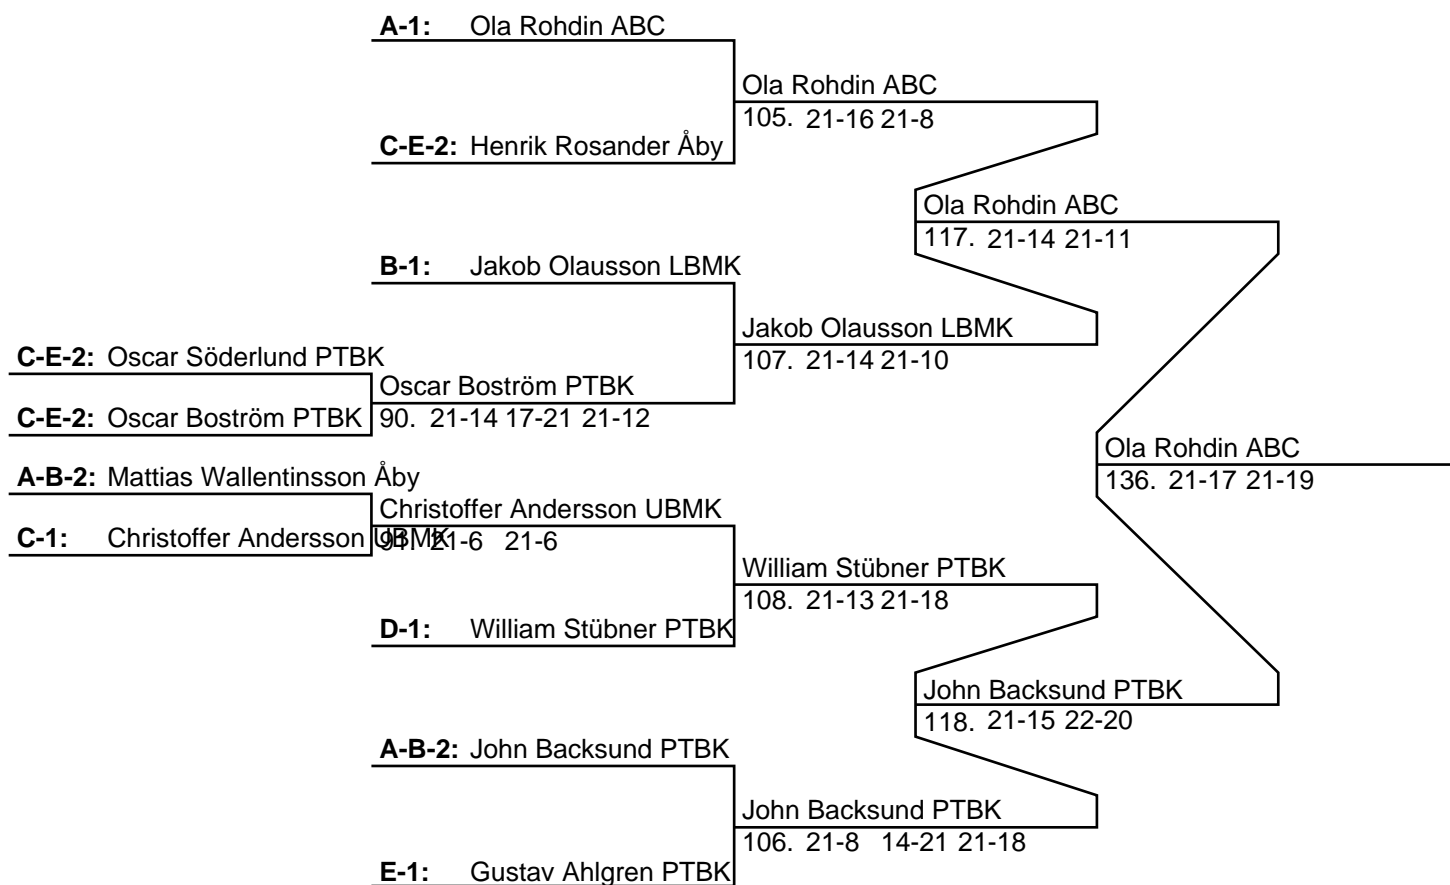 A-1: Ola Rohdin ABC
Ola Rohdin ABC
105. 21-16 21-8
C-E-2: Henrik Rosander Åby
Ola Rohdin ABC
117. 21-14 21-11
B-1: Jakob Olausson LBMK
Jakob Olausson LBMK
107. 21-14 21-10
C-E-2: Oscar Söderlund PTBK
Oscar Boström PTBK
C-E-2: Oscar Boström PTBK
90. 21-14 17-21 21-12
Ola Rohdin ABC
136. 21-17 21-19
A-B-2: Mattias Wallentinsson Åby
Christoffer Andersson UBMK
C-1: Christoffer Andersson UBMK
91. 21-6 21-6
William Stübner PTBK
108. 21-13 21-18
D-1: William Stübner PTBK
John Backsund PTBK
118. 21-15 22-20
A-B-2: John Backsund PTBK
John Backsund PTBK
106. 21-8 14-21 21-18
E-1: Gustav Ahlgren PTBK